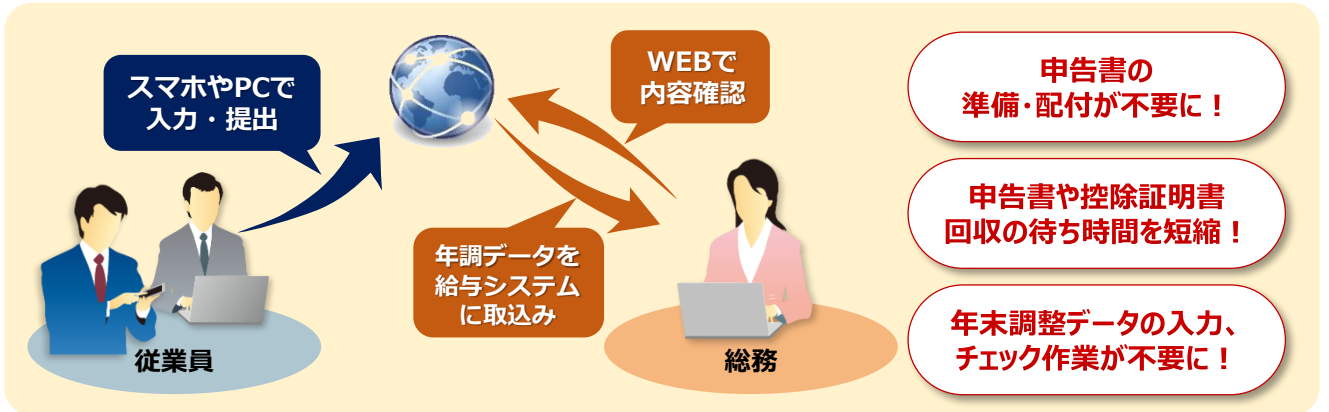 スマホやPCで
入力・提出
WEBで
内容確認
年調データを
給与システム
に取込み
従業員
総務
申告書の
準備・配付が不要に！
申告書や控除証明書
回収の待ち時間を短縮！
年末調整データの入力、
チェック作業が不要に！